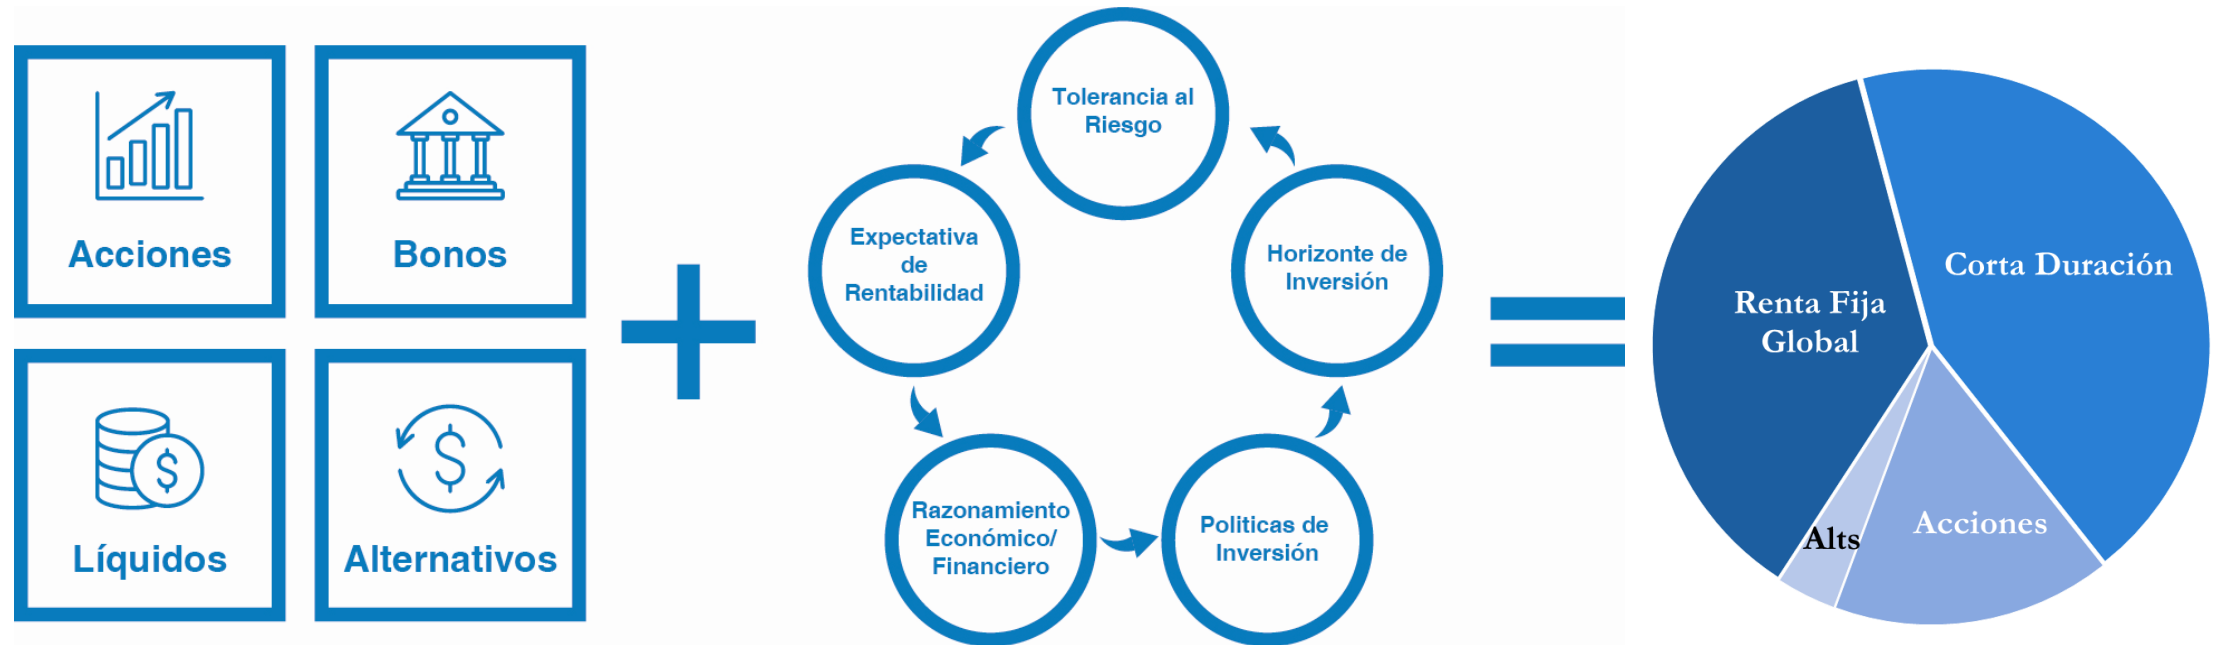 Acciones
Bonos
Líquidos
Alternativos
Tolerancia al
Riesgo
Expectativa
de
Rentabilidad
Razonamiento
Económico/
Financiero
Politicas de
Inversión
Horizonte de
Inversión
Corta Duración
Renta Fija
Global
Alts
Acciones